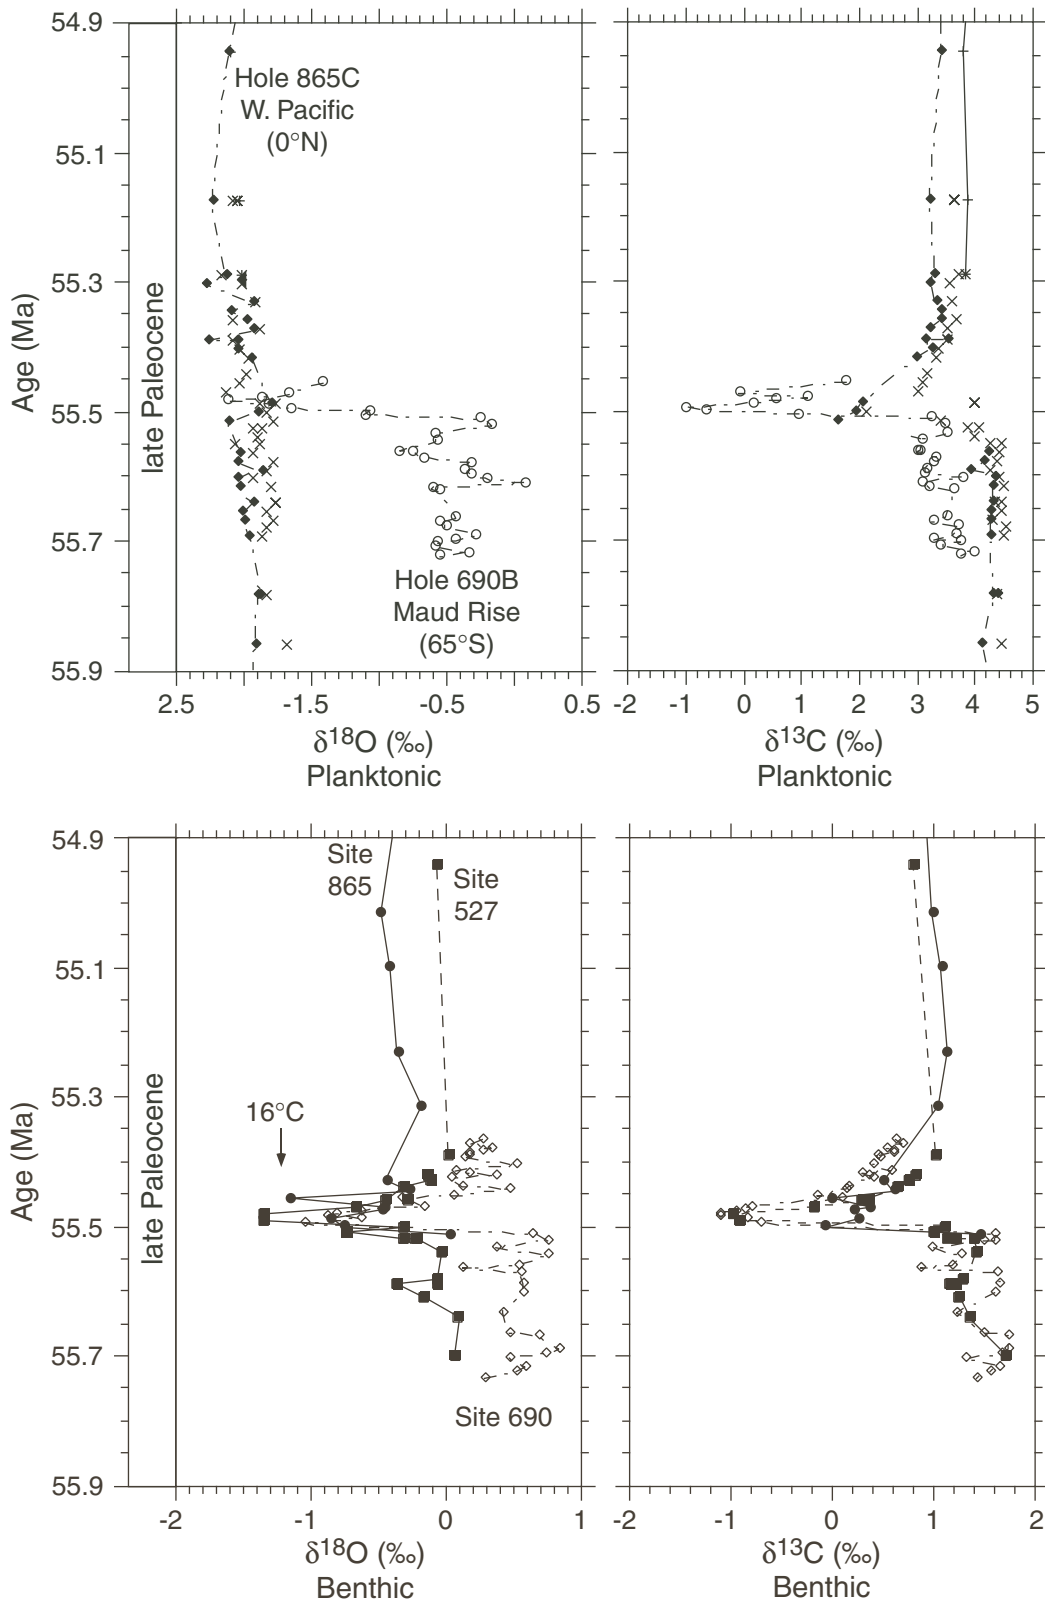 54.9
55.1
55.3
55.5
55.7
55.9
Age (Ma)
late Paleocene
Hole 865C
W. Pacific
(0°N)
Hole 690B
Maud Rise
(65°S)
2.5 -1.5 -0.5 0.5
δ18O (‰)
Planktonic
-2 -1 0 1 2 3 4 5
δ13C (‰)
Planktonic
54.9
55.1
55.3
55.5
55.7
55.9
Age (Ma)
late Paleocene
Site
865
Site
527
16°C
Site 690
-2 -1 0 1
δ18O (‰)
Benthic
-2 -1 0 1 2
δ13C (‰)
Benthic